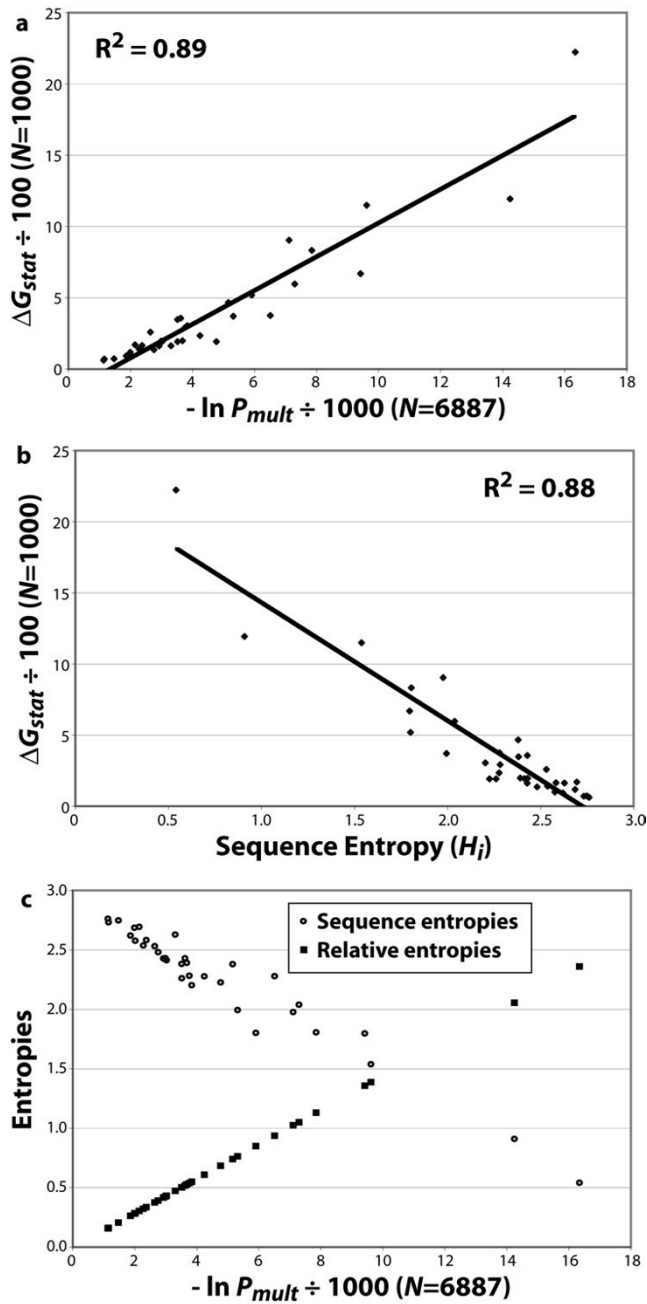 a
R² = 0.89
ΔGstat ÷ 100 (N=1000)
25
20
15
10
5
0
0 2 4 6 8 10 12 14 16 18
- ln Pmult ÷ 1000 (N=6887)
b
R² = 0.88
ΔGstat ÷ 100 (N=1000)
25
20
15
10
5
0
0 0.5 1.0 1.5 2.0 2.5 3.0
Sequence Entropy (Hi)
c
Sequence entropies
Relative entropies
Entropies
3.0
2.5
2.0
1.5
1.0
0.5
0.0
0 2 4 6 8 10 12 14 16 18
- ln Pmult ÷ 1000 (N=6887)